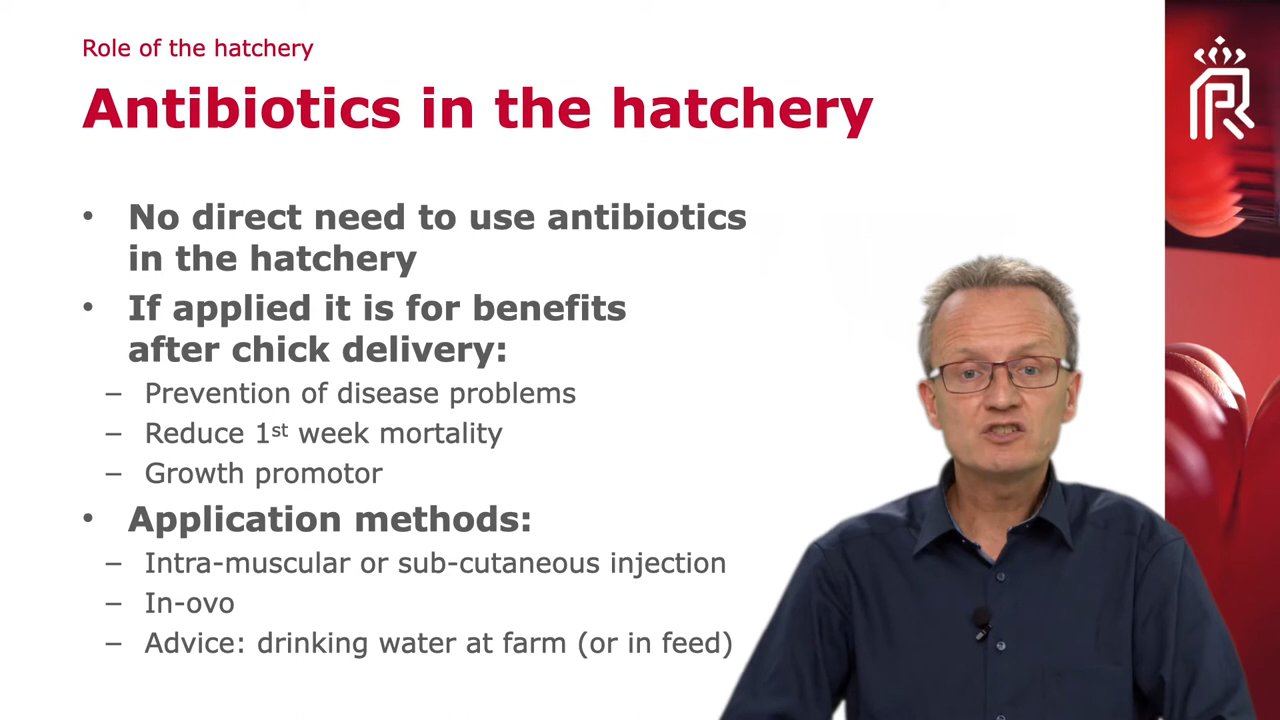 Role of the hatchery
Antibiotics in the hatchery
• No direct need to use antibiotics
in the hatchery
• If applied it is for benefits
after chick delivery:
– Prevention of disease problems
– Reduce 1st week mortality
– Growth promotor
• Application methods:
– Intra-muscular or sub-cutaneous injection
– In-ovo
– Advice: drinking water at farm (or in feed)